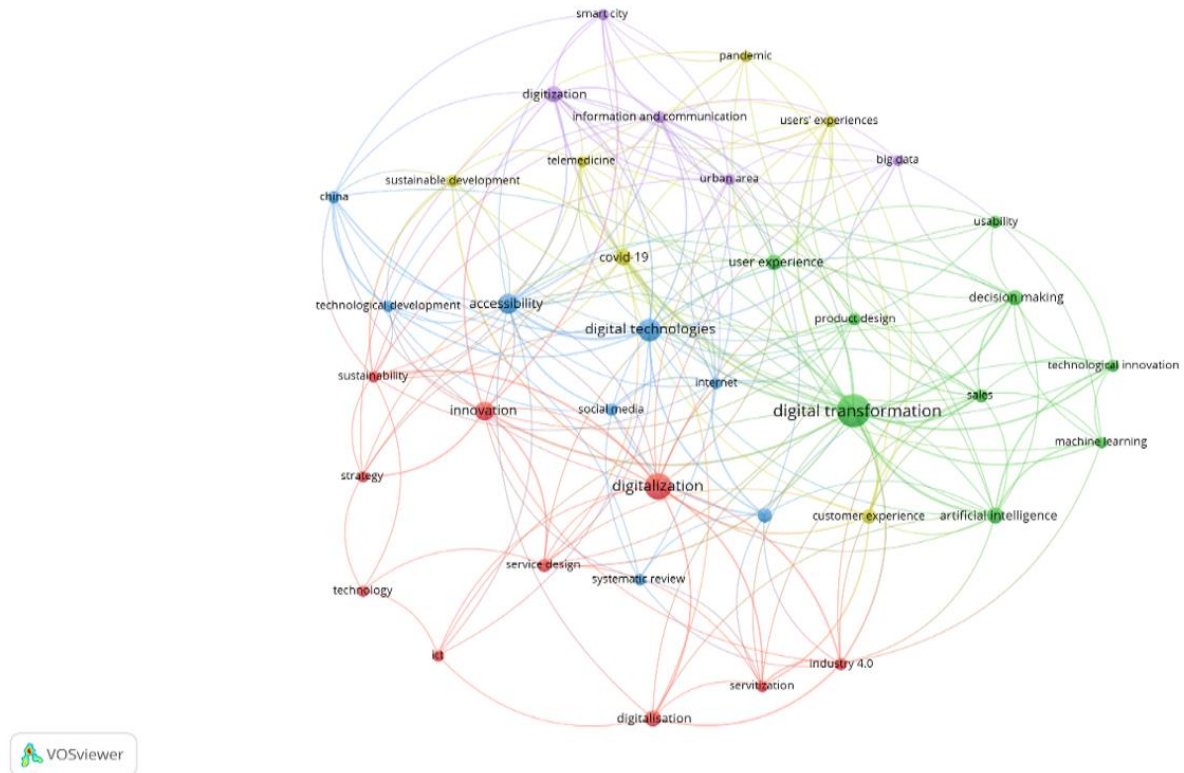 smart city
pandemic
digitization
information and communication
users' experiences
telemedicine
big data
sustainable development
urban area
china
usability
covid-19
user experience
decision making
technological development
accessibility
product design
digital technologies
technological innovation
sustainability
internet
sales
innovation
social media
digital transformation
machine learning
strategy
digitalization
customer experience
artificial intelligence
service design
systematic review
technology
ict
industry 4.0
servitization
digitalisation
VOSviewer